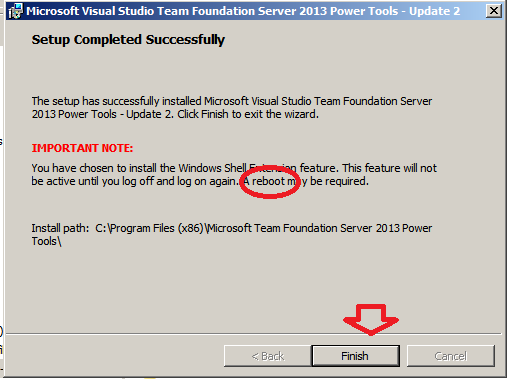 Microsoft Visual Studio Team Foundation Server 2013 Power Tools - Update 2
Setup Completed Successfully
The setup has successfully installed Microsoft Visual Studio Team Foundation Server
2013 Power Tools - Update 2. Click Finish to exit the wizard.
IMPORTANT NOTE:
You have chosen to install the Windows Shell Extension feature. This feature will not
be active until you log off and log on again. A reboot may be required.
Install path: C:\Program Files (x86)\Microsoft Team Foundation Server 2013 Power
Tools\
< Back Finish Cancel